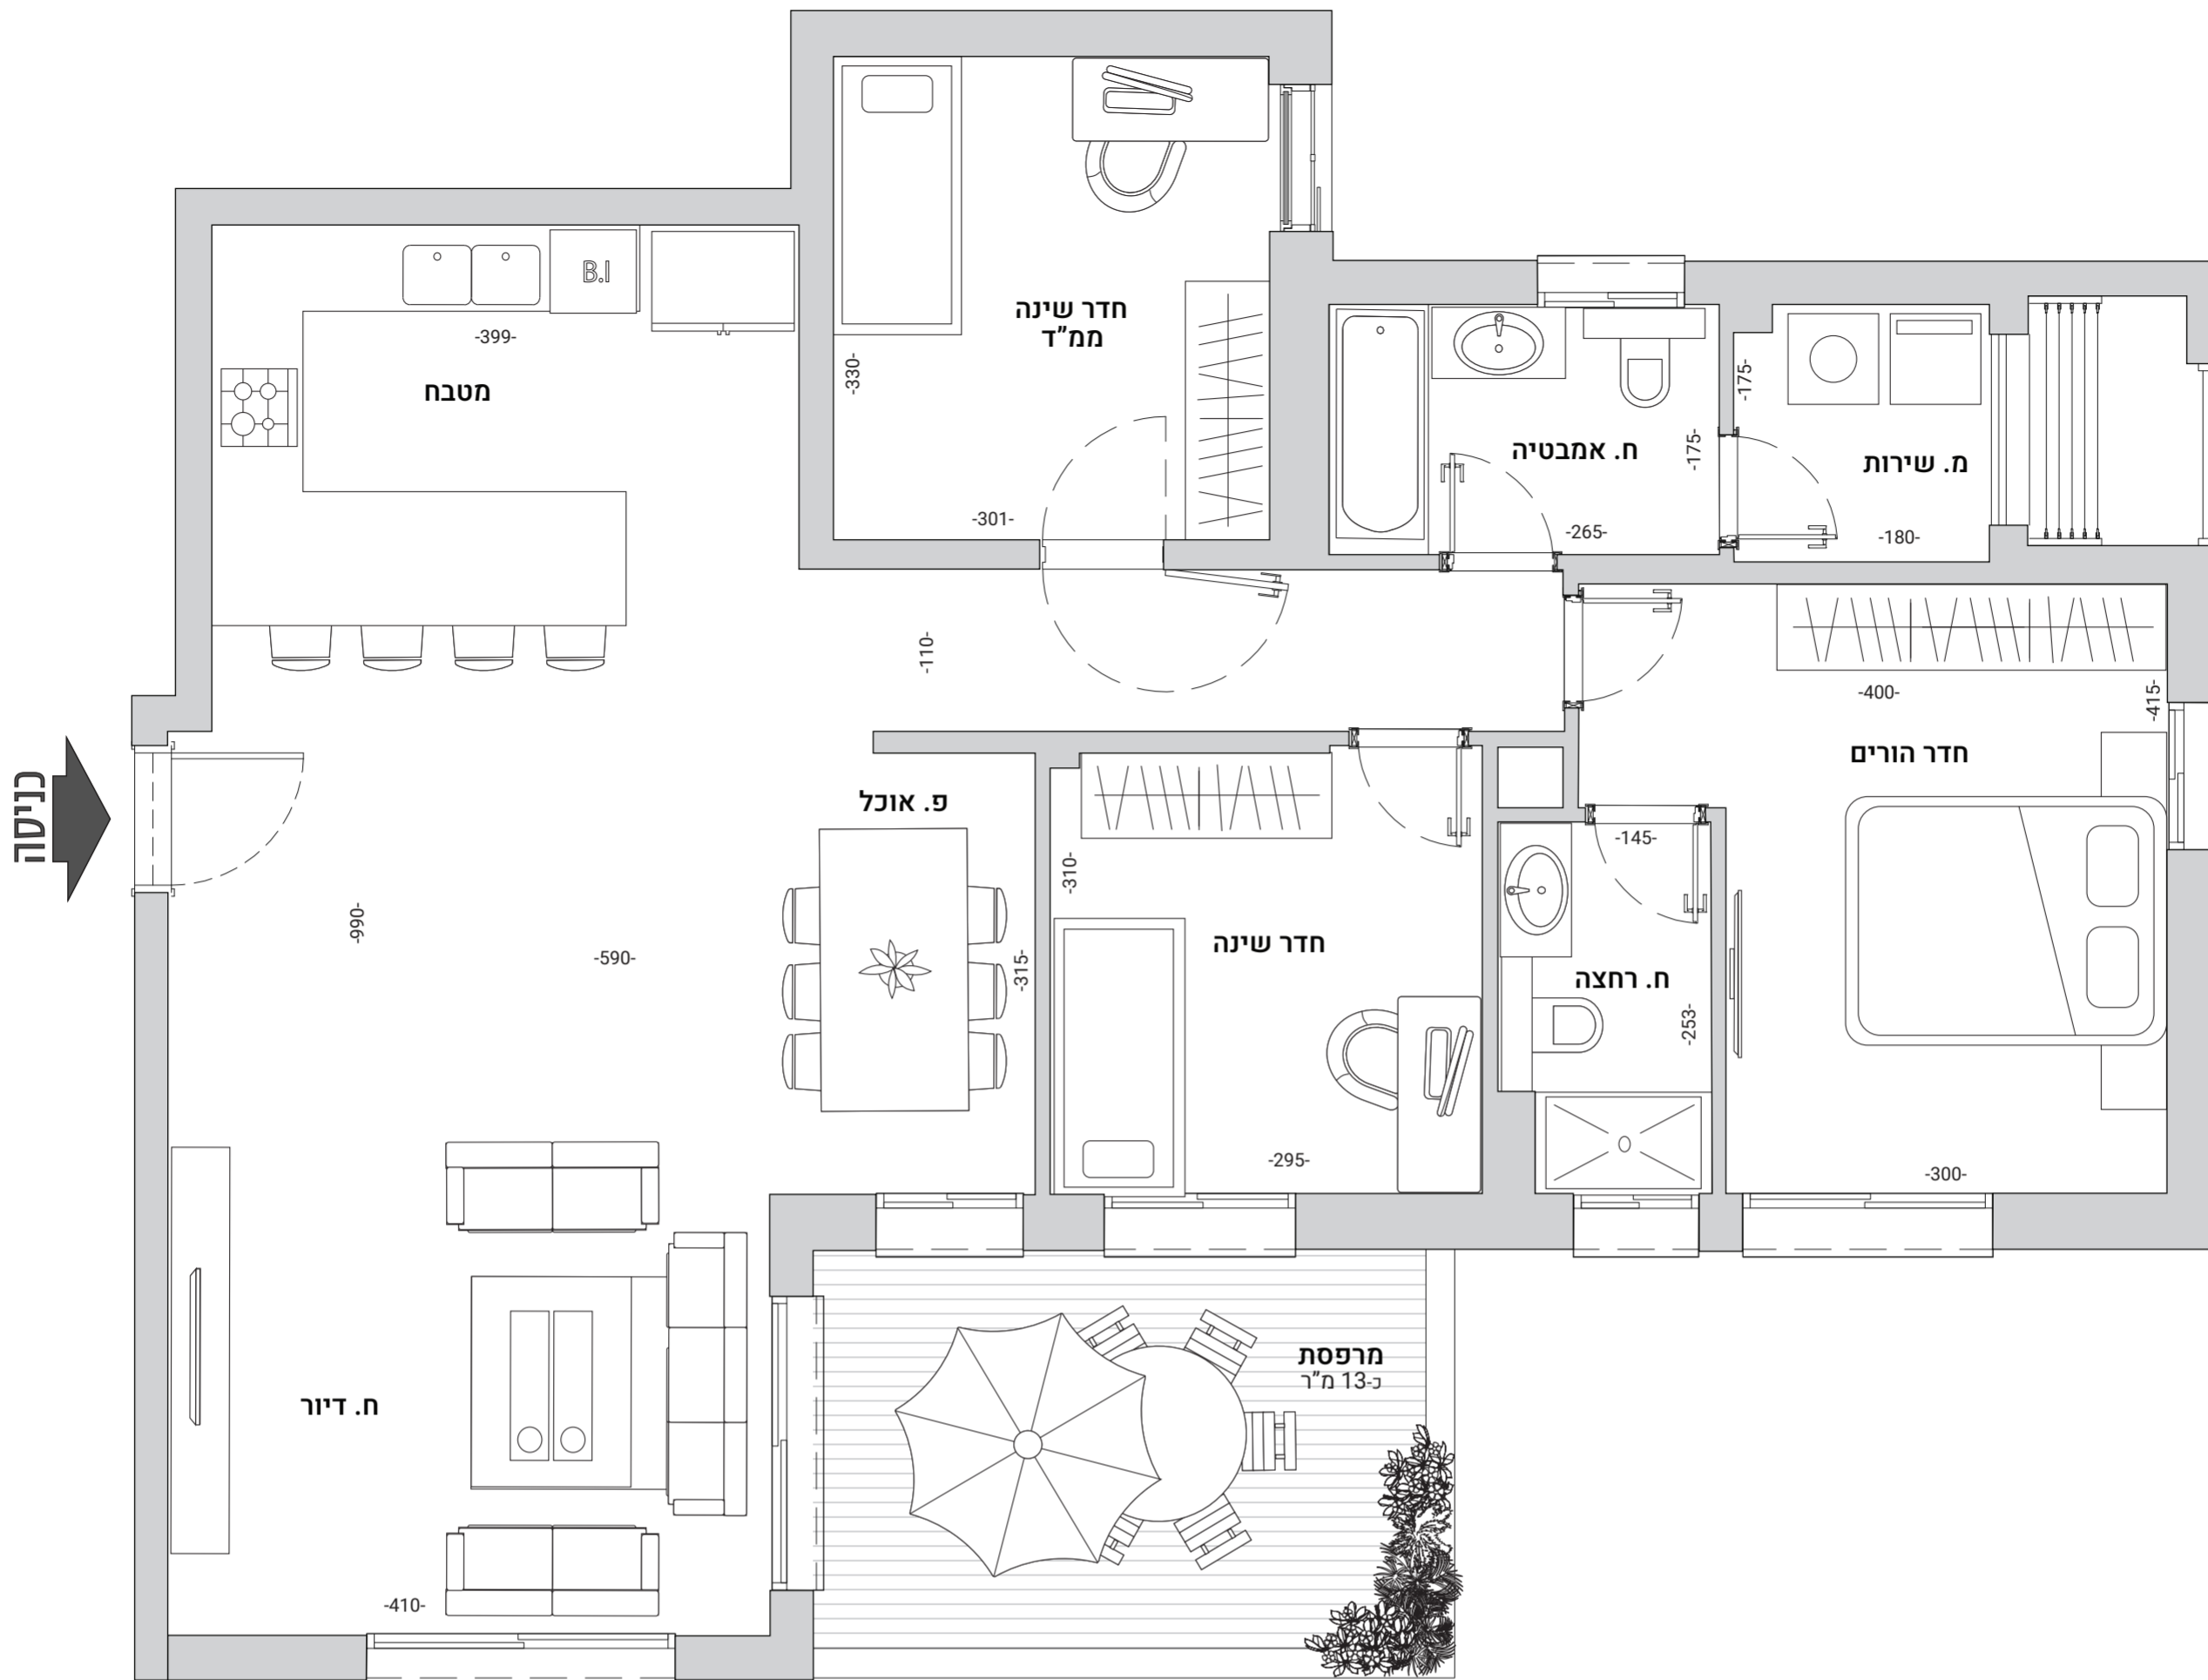 חדר שינה
ממ"ד
-330-
-301-
B.I
-399-
מטבח
ח. אמבטיה
-175-
-265-
-175-
מ. שירות
-180-
-110-
-400-
-415-
חדר הורים
-300-
כניסה
פ. אוכל
-990-
-590-
-315-
-310-
חדר שינה
-295-
-145-
ח. רחצה
-253-
ח. דיור
-410-
מרפסת
כ-13 מ"ר